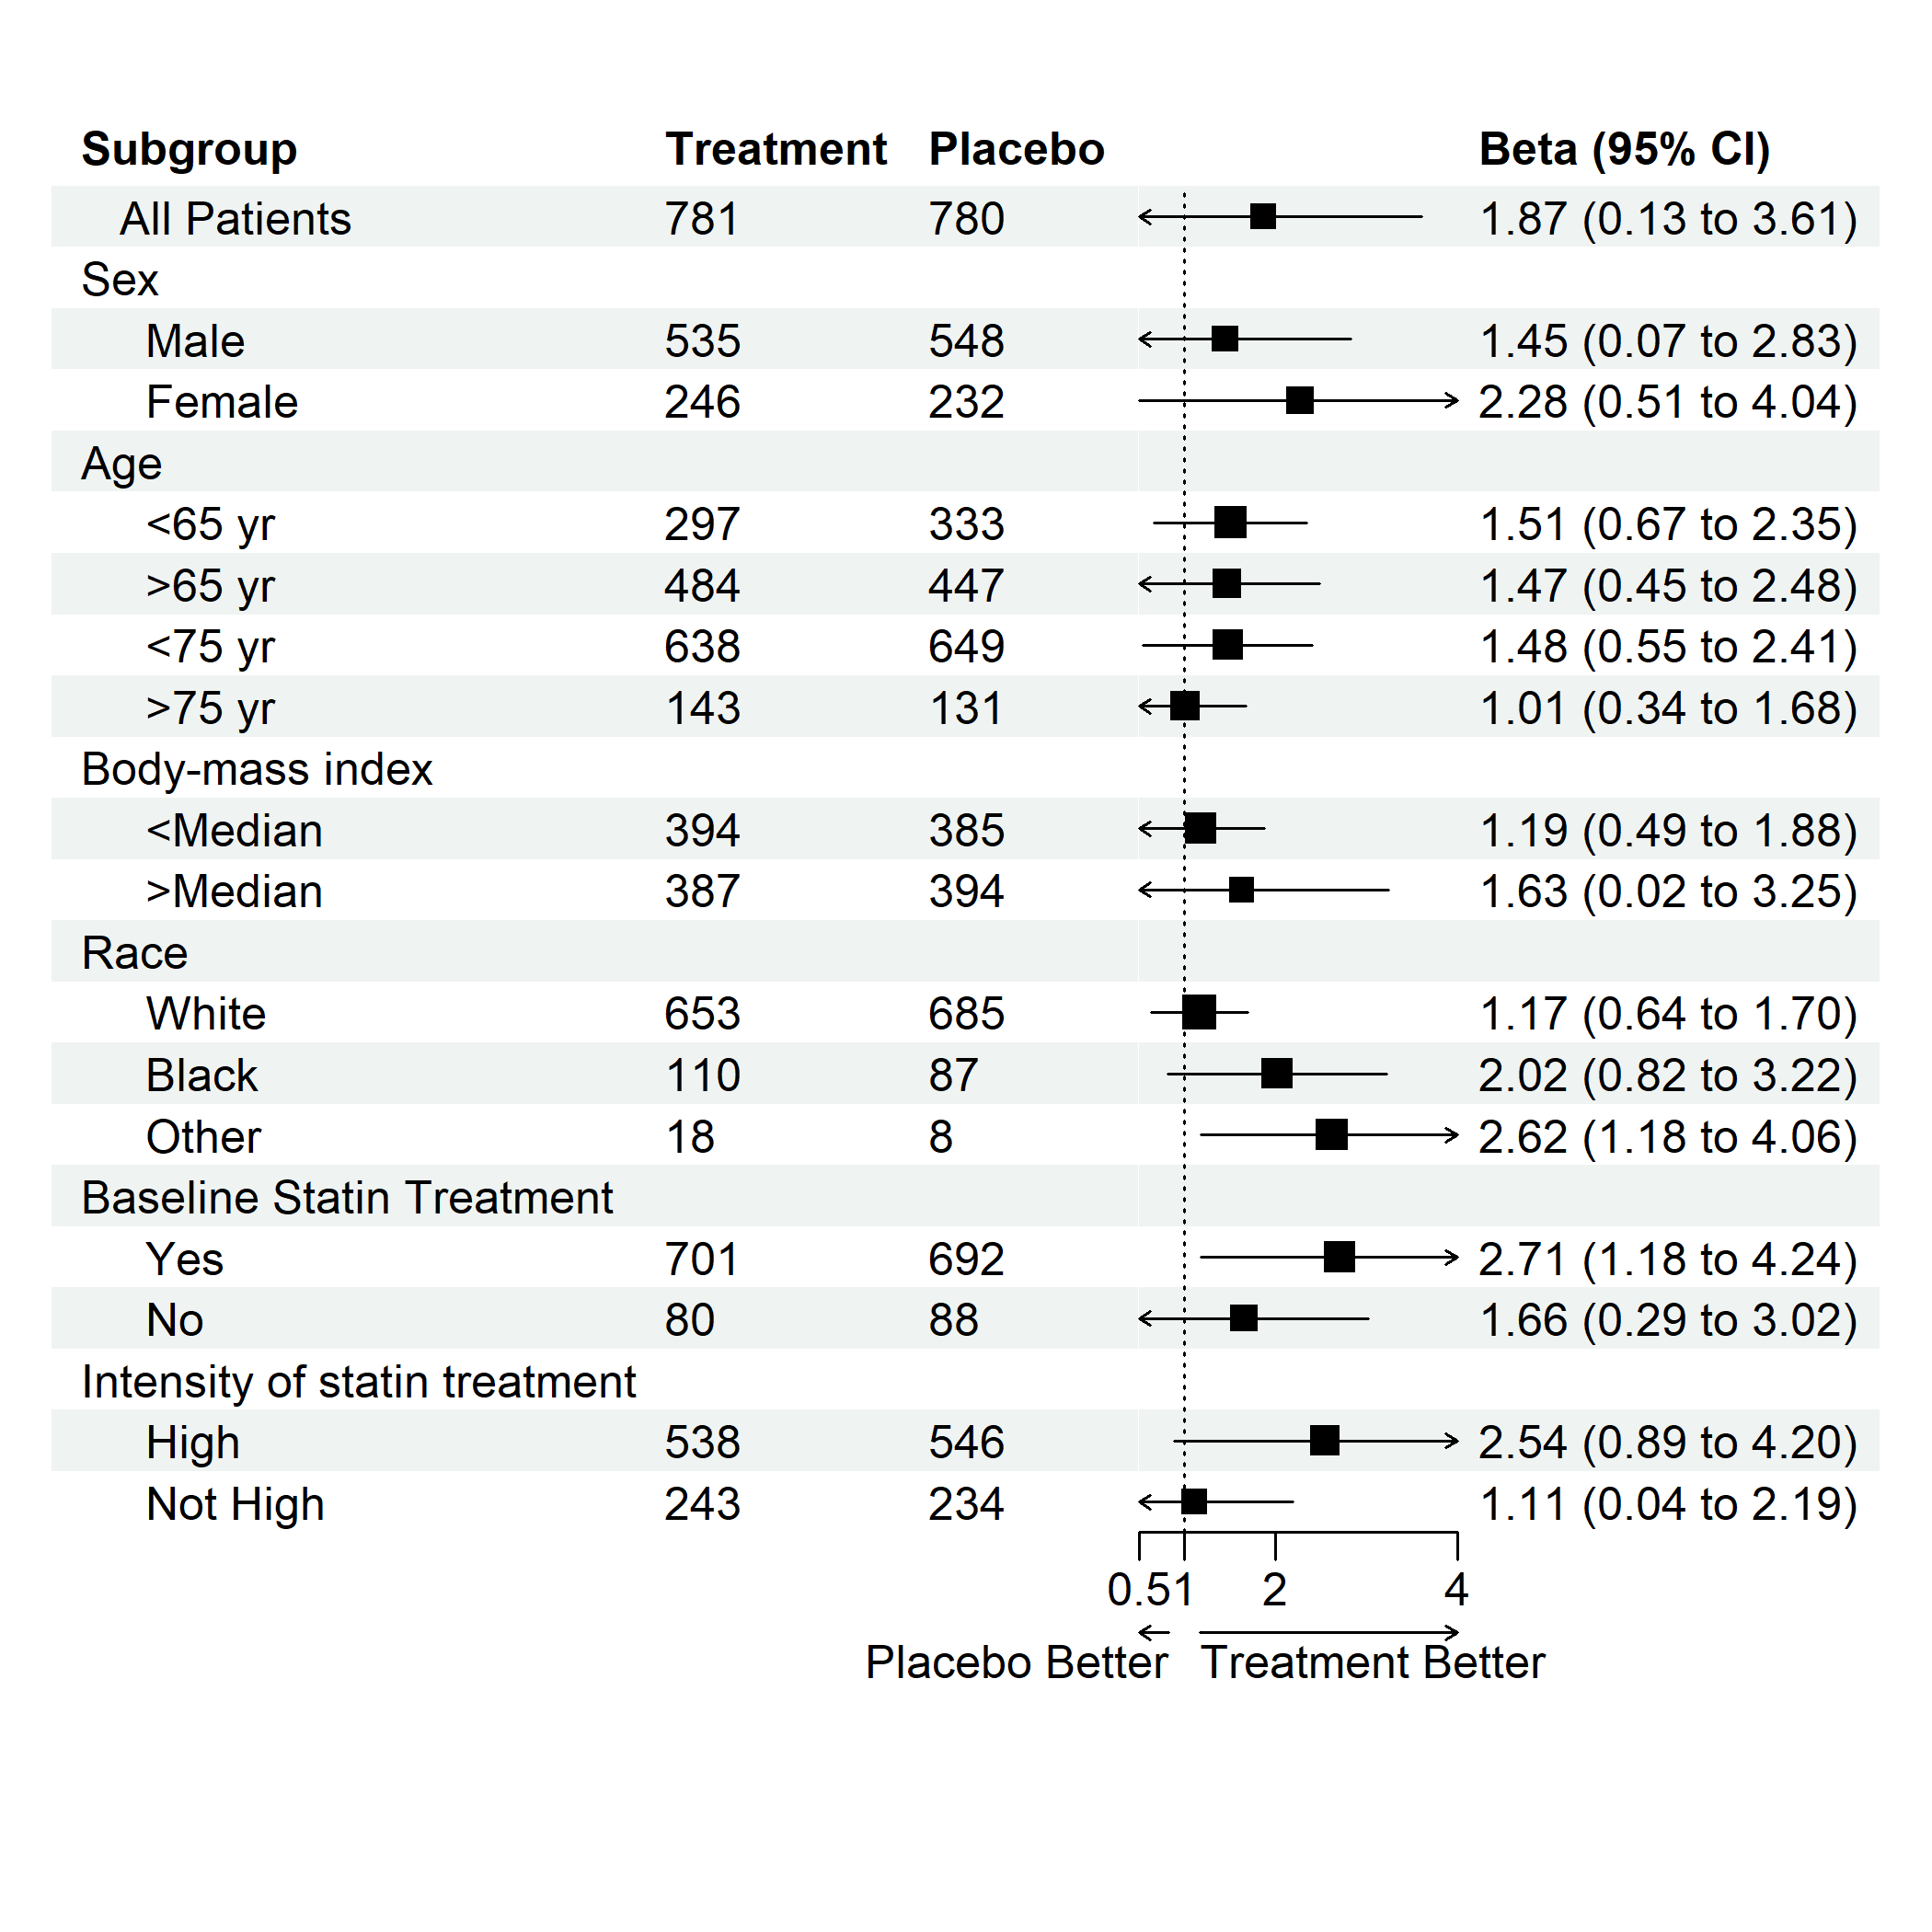 Subgroup Treatment Placebo Beta (95% CI)
All Patients 781 780 1.87 (0.13 to 3.61)
Sex
Male 535 548 1.45 (0.07 to 2.83)
Female 246 232 2.28 (0.51 to 4.04)
Age
<65 yr 297 333 1.51 (0.67 to 2.35)
>65 yr 484 447 1.47 (0.45 to 2.48)
<75 yr 638 649 1.48 (0.55 to 2.41)
>75 yr 143 131 1.01 (0.34 to 1.68)
Body-mass index
<Median 394 385 1.19 (0.49 to 1.88)
>Median 387 394 1.63 (0.02 to 3.25)
Race
White 653 685 1.17 (0.64 to 1.70)
Black 110 87 2.02 (0.82 to 3.22)
Other 18 8 2.62 (1.18 to 4.06)
Baseline Statin Treatment
Yes 701 692 2.71 (1.18 to 4.24)
No 80 88 1.66 (0.29 to 3.02)
Intensity of statin treatment
High 538 546 2.54 (0.89 to 4.20)
Not High 243 234 1.11 (0.04 to 2.19)
0.5 1 2 4
Placebo Better Treatment Better